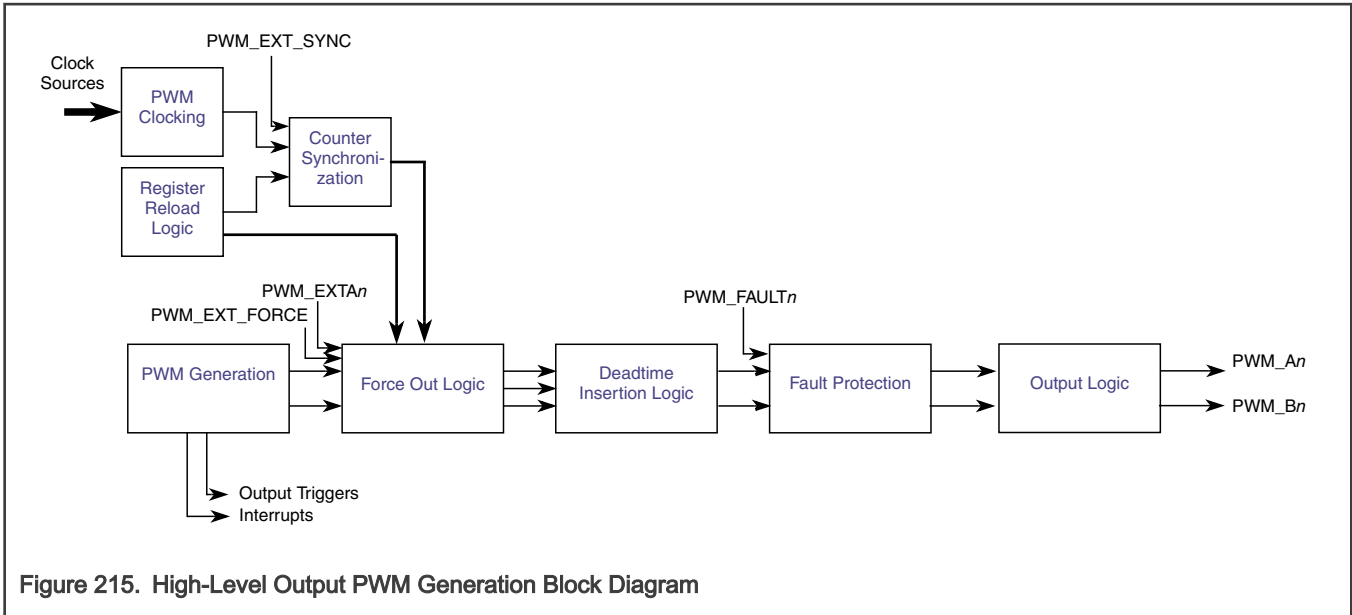 PWM_EXT_SYNC
Clock
Sources
PWM
Clocking
Counter
Synchroni-
zation
Register
Reload
Logic
PWM_EXTAn
PWM_EXT_FORCE
PWM_FAULTn
PWM Generation
Force Out Logic
Deadtime
Insertion Logic
Fault Protection
Output Logic
PWM_An
PWM_Bn
Output Triggers
Interrupts
Figure 215. High-Level Output PWM Generation Block Diagram